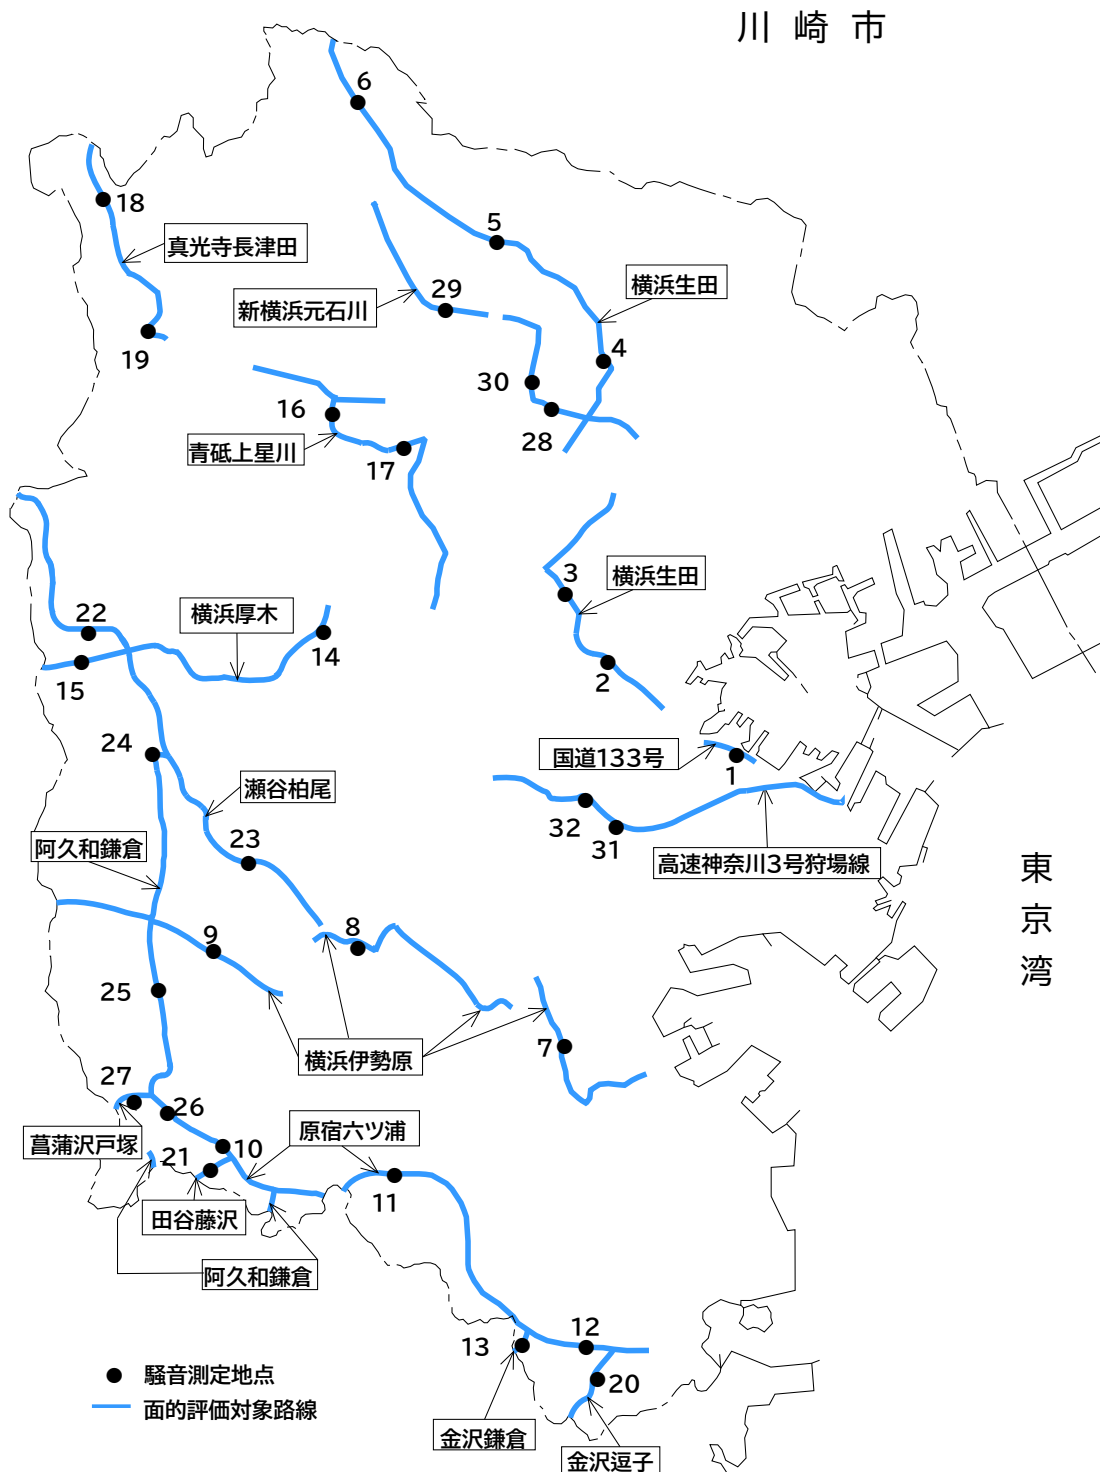 川崎市
6
18
真光寺長津田
5
横浜生田
新横浜元石川
29
19
4
30
16
28
青砥上星川
17
3
横浜生田
22
横浜厚木
14
15
2
24
国道133号
1
瀬谷柏尾
32
31
23
阿久和鎌倉
高速神奈川3号狩場線
東京湾
9
8
25
横浜伊勢原
7
27
26
菖蒲沢戸塚
原宿六ツ浦
10
21
11
田谷藤沢
阿久和鎌倉
12
13
騒音測定地点
20
面的評価対象路線
金沢鎌倉
金沢逗子